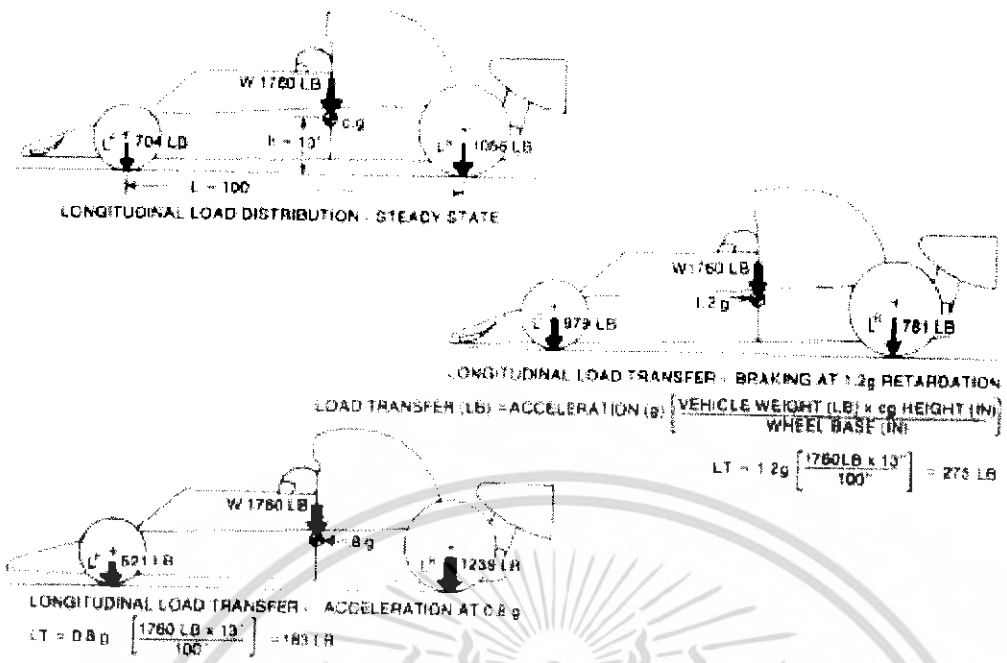 W 1760 LB
c.g
L^F 704 LB
h = 13"
L^R 1056 LB
L = 100
LONGITUDINAL LOAD DISTRIBUTION - STEADY STATE
W 1760 LB
1.2 g
L 979 LB
L^R 781 LB
LONGITUDINAL LOAD TRANSFER - BRAKING AT 1.2g RETARDATION
LOAD TRANSFER (LB) = ACCELERATION (g) [VEHICLE WEIGHT (LB) x cg HEIGHT (IN)
WHEEL BASE (IN)]
LT = 1.2g [1760LB x 13"
100"] = 275 LB
W 1760 LB
.8 g
L^F 521 LB
L^R 1239 LB
LONGITUDINAL LOAD TRANSFER - ACCELERATION AT 0.8 g
LT = 0.8 g [1760 LB x 13"
100"] = 183 LB